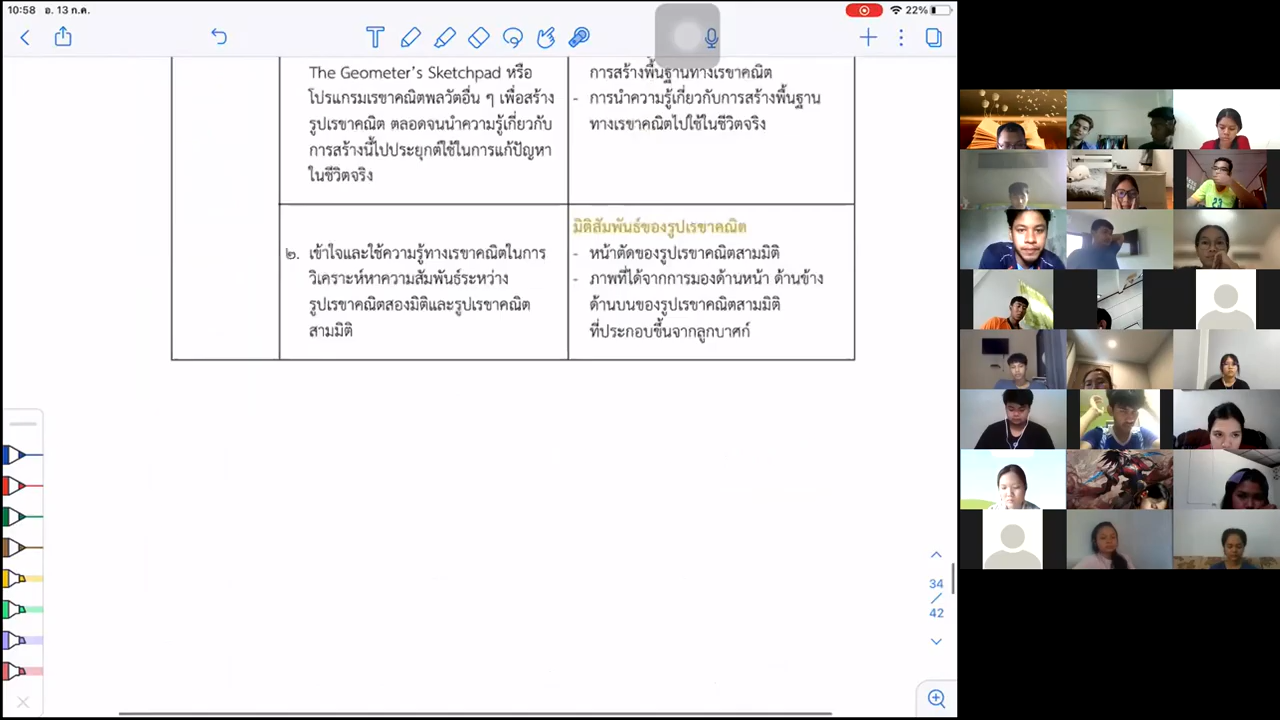 10:58 อ. 13 ก.ค.
22%
The Geometer's Sketchpad หรือ
โปรแกรมเรขาคณิตพลวัตอื่น ๆ เพื่อสร้าง
รูปเรขาคณิต ตลอดจนนำความรู้เกี่ยวกับ
การสร้างนี้ไปประยุกต์ใช้ในการแก้ปัญหา
ในชีวิตจริง
การสร้างพื้นฐานทางเรขาคณิต
- การนำความรู้เกี่ยวกับการสร้างพื้นฐาน
ทางเรขาคณิตไปใช้ในชีวิตจริง
๒. เข้าใจและใช้ความรู้ทางเรขาคณิตในการ
วิเคราะห์หาความสัมพันธ์ระหว่าง
รูปเรขาคณิตสองมิติและรูปเรขาคณิต
สามมิติ
มิติสัมพันธ์ของรูปเรขาคณิต
- หน้าตัดของรูปเรขาคณิตสามมิติ
- ภาพที่ได้จากการมองด้านหน้า ด้านข้าง
ด้านบนของรูปเรขาคณิตสามมิติ
ที่ประกอบขึ้นจากลูกบาศก์
34
/
42